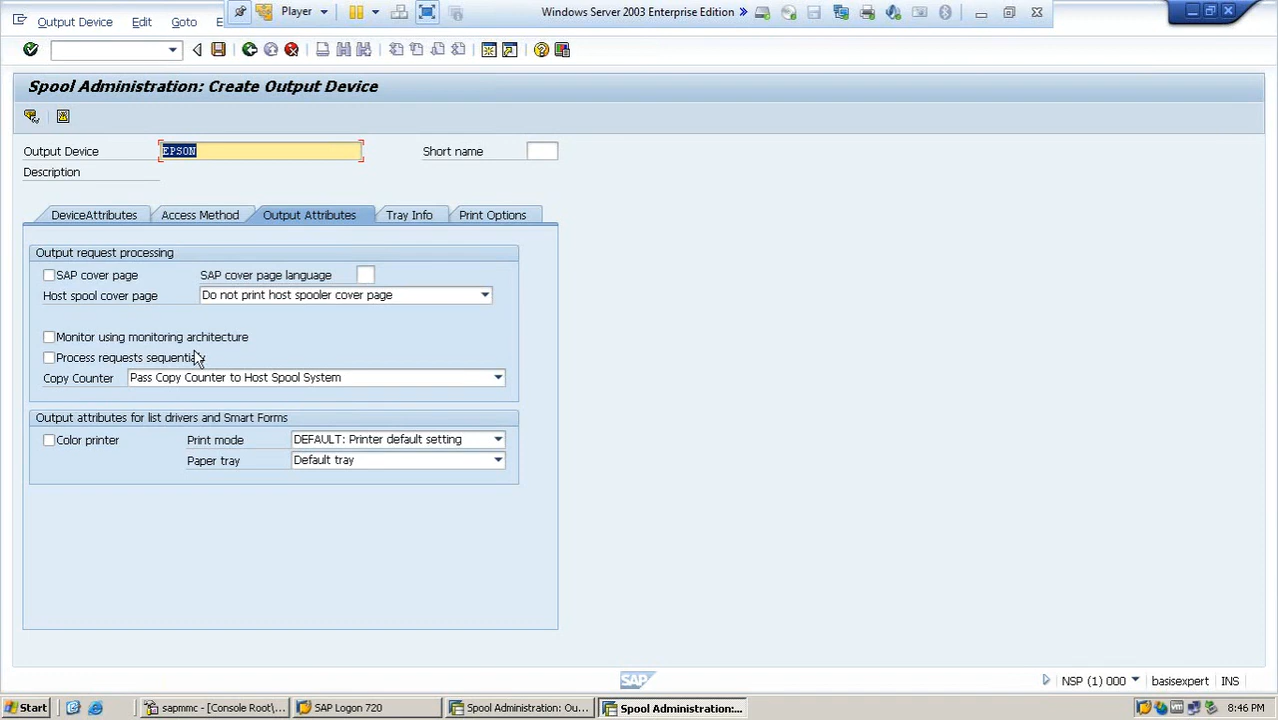 Output Device Edit Goto Player Windows Server 2003 Enterprise Edition
Spool Administration: Create Output Device
Output Device EPSON Short name
Description
DeviceAttributes Access Method Output Attributes Tray Info Print Options
Output request processing
SAP cover page SAP cover page language
Host spool cover page Do not print host spooler cover page
Monitor using monitoring architecture
Process requests sequentially
Copy Counter Pass Copy Counter to Host Spool System
Output attributes for list drivers and Smart Forms
Color printer Print mode DEFAULT: Printer default setting
Paper tray Default tray
SAP NSP (1) 000 basisexpert INS
Start sapmmc - [Console Root\... SAP Logon 720 Spool Administration: Ou... Spool Administration:... 8:46 PM